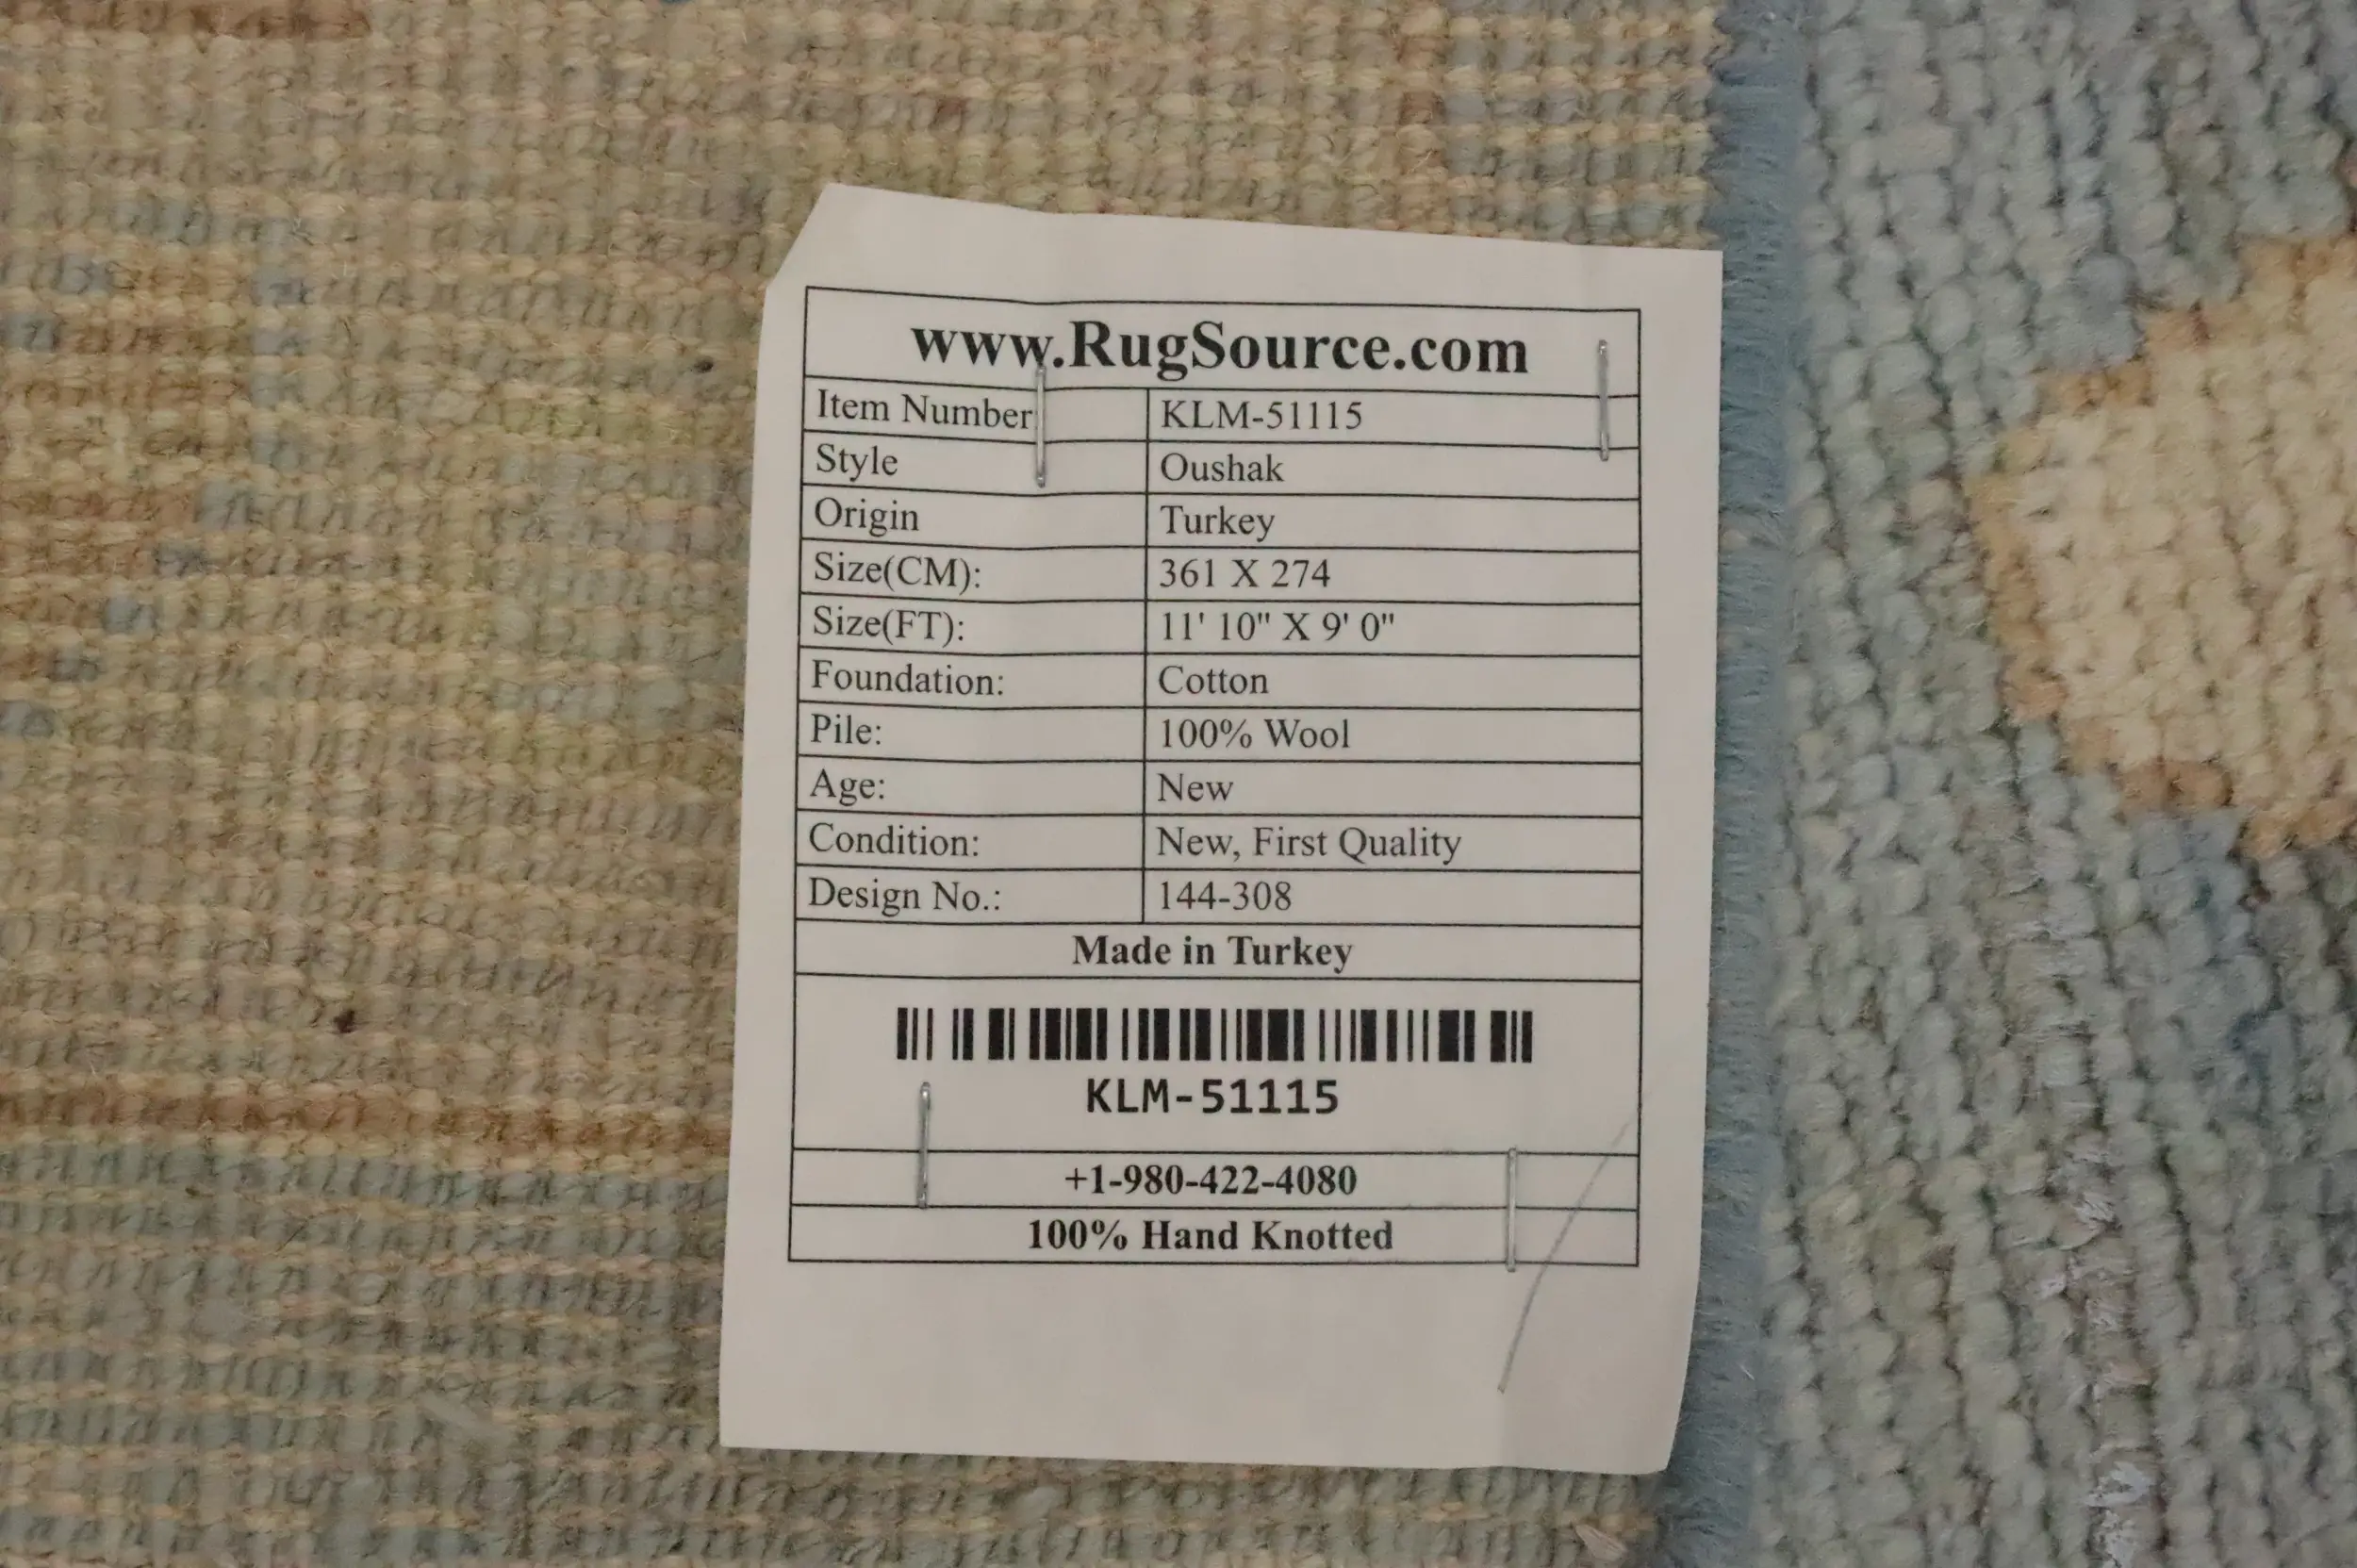 www.RugSource.com
Item Number KLM-51115
Style Oushak
Origin Turkey
Size(CM): 361 X 274
Size(FT): 11' 10" X 9' 0"
Foundation: Cotton
Pile: 100% Wool
Age: New
Condition: New, First Quality
Design No.: 144-308
Made in Turkey
KLM-51115
+1-980-422-4080
100% Hand Knotted